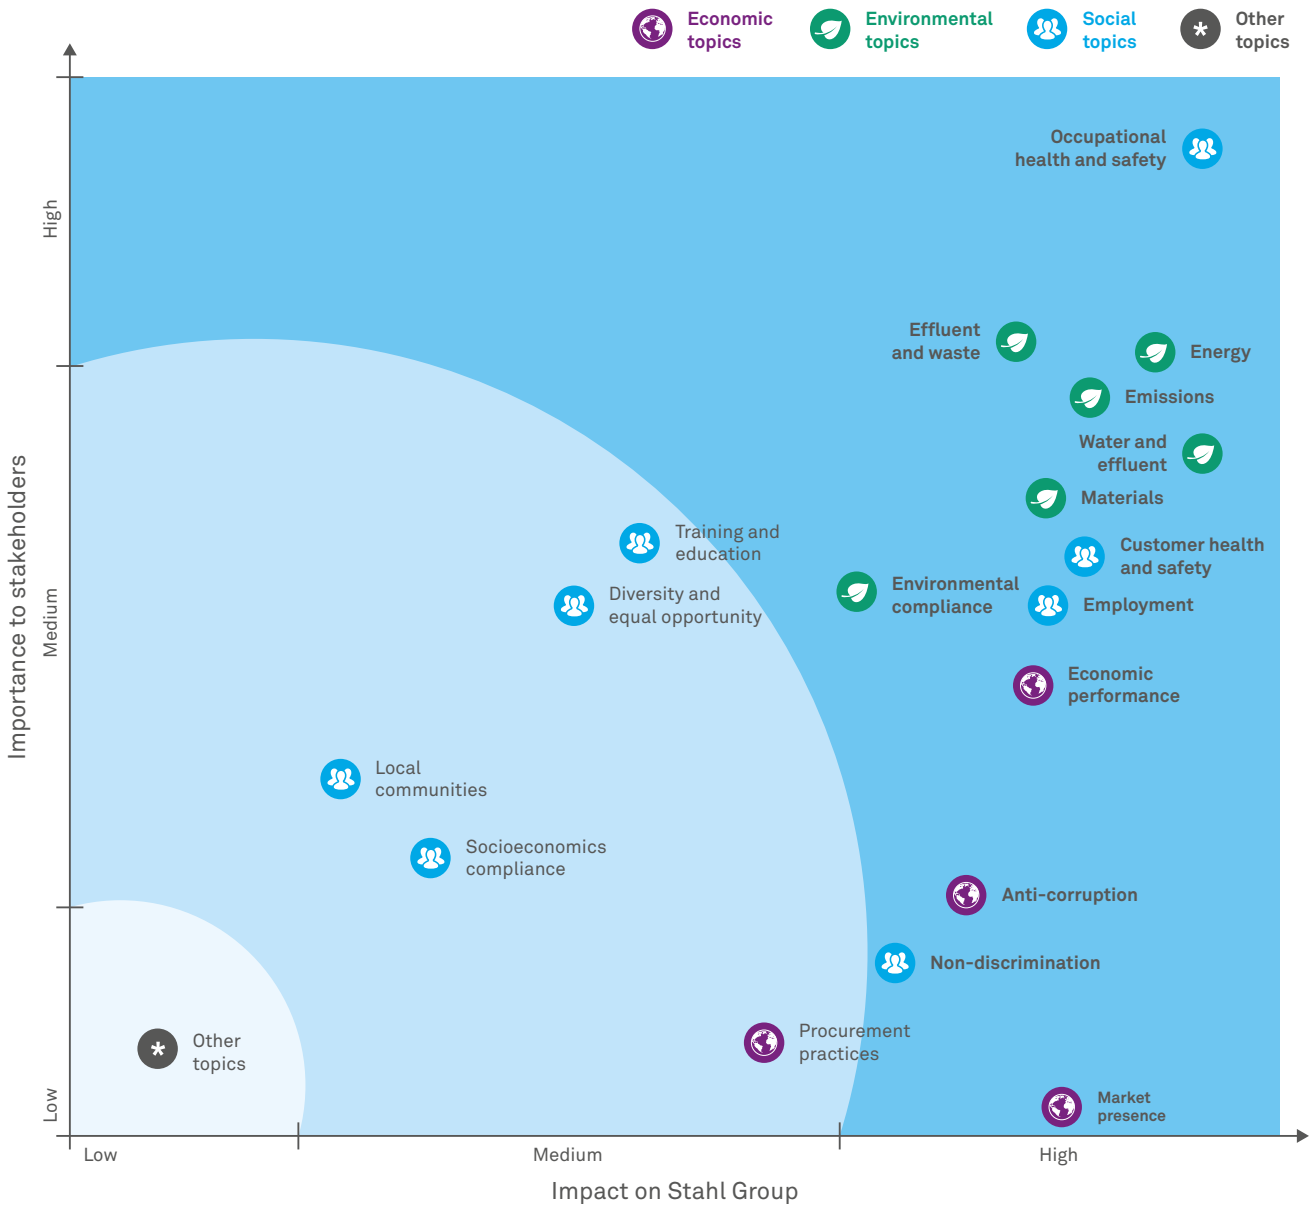 Economic
topics
Environmental
topics
Social
topics
*
Other
topics
Occupational
health and safety
High
Effluent
and waste
Energy
Emissions
Water and
effluent
Materials
Importance to stakeholders
Training and
education
Customer health
and safety
Environmental
compliance
Diversity and
equal opportunity
Employment
Medium
Economic
performance
Local
communities
Socioeconomics
compliance
Anti-corruption
Non-discrimination
Procurement
practices
*
Other
topics
Low
Market
presence
Low
Medium
High
Impact on Stahl Group